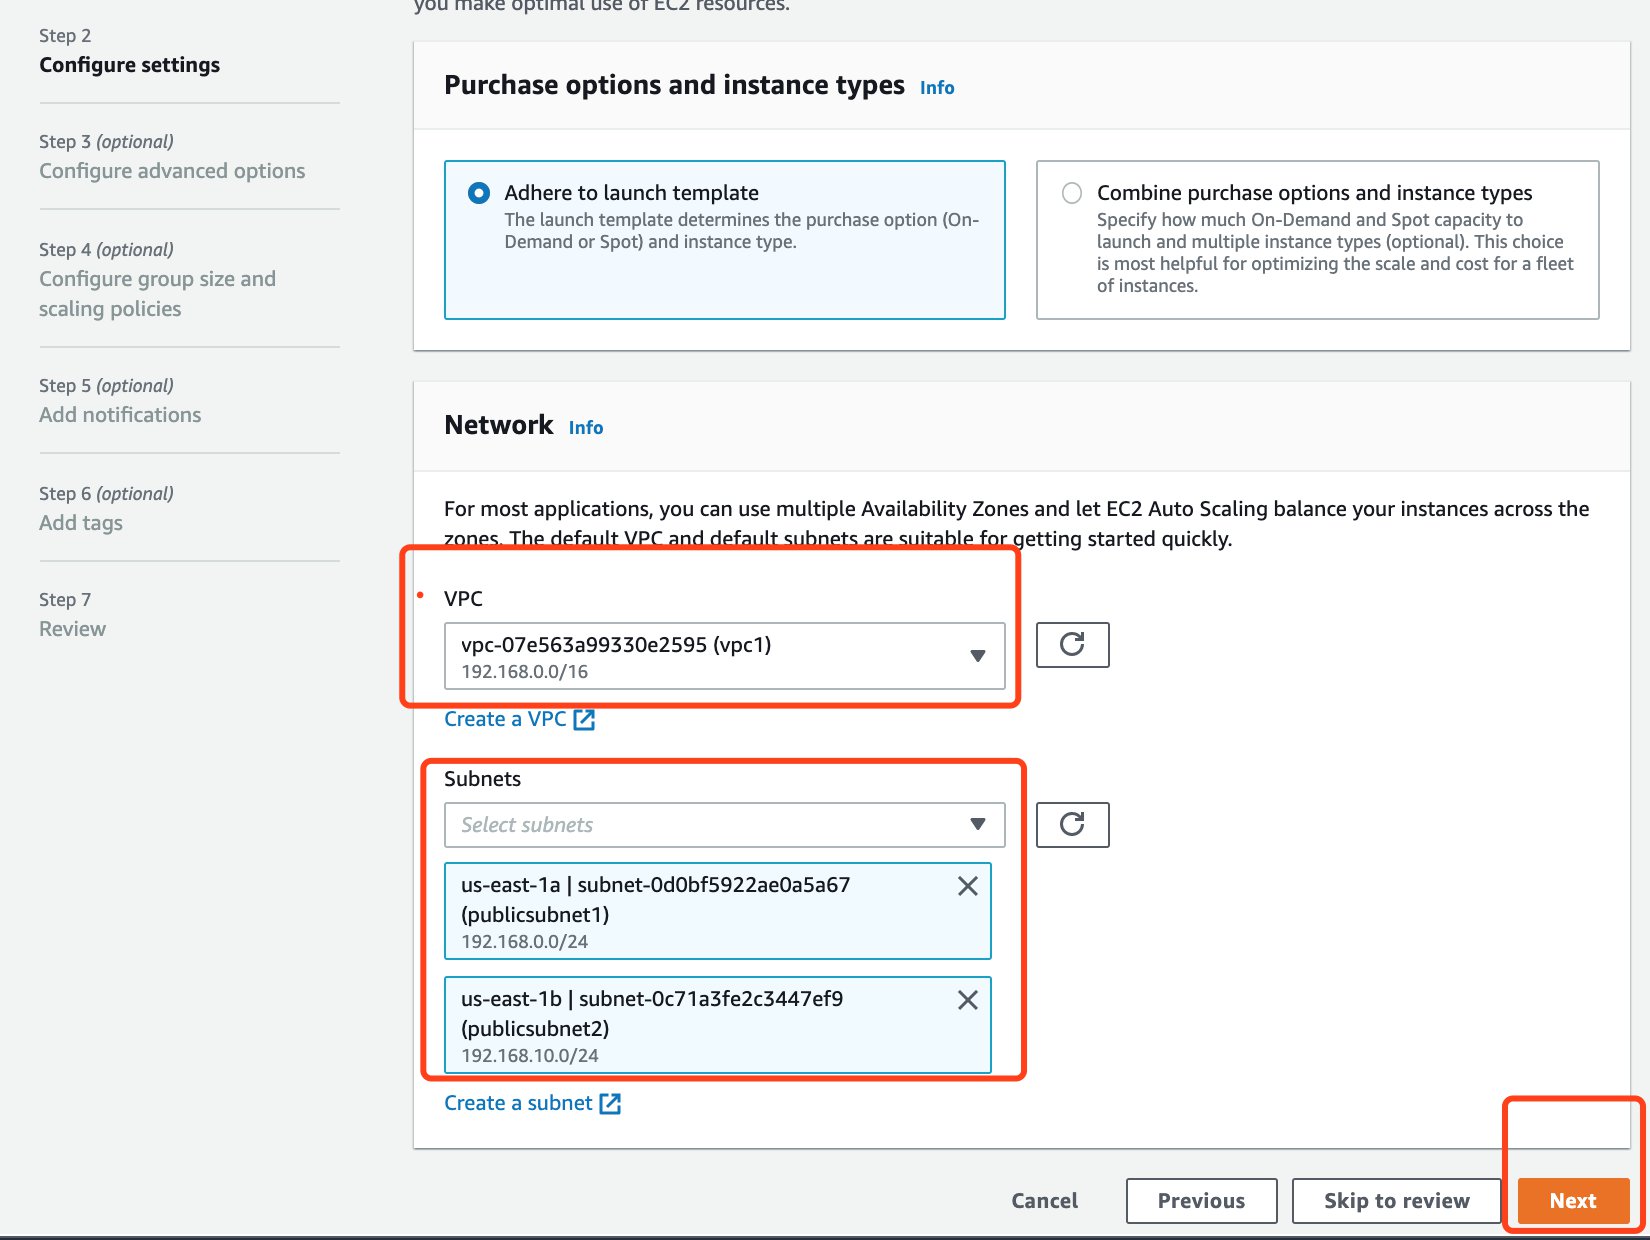 you make optimal use of EC2 resources.
Step 2
Configure settings
Step 3 (optional)
Configure advanced options
Step 4 (optional)
Configure group size and
scaling policies
Step 5 (optional)
Add notifications
Step 6 (optional)
Add tags
Step 7
Review
Purchase options and instance types Info
Adhere to launch template
The launch template determines the purchase option (On-
Demand or Spot) and instance type.
Combine purchase options and instance types
Specify how much On-Demand and Spot capacity to
launch and multiple instance types (optional). This choice
is most helpful for optimizing the scale and cost for a fleet
of instances.
Network Info
For most applications, you can use multiple Availability Zones and let EC2 Auto Scaling balance your instances across the
zones. The default VPC and default subnets are suitable for getting started quickly.
VPC
vpc-07e563a99330e2595 (vpc1)
192.168.0.0/16
Create a VPC
Subnets
Select subnets
us-east-1a | subnet-0d0bf5922ae0a5a67
(publicsubnet1)
192.168.0.0/24
us-east-1b | subnet-0c71a3fe2c3447ef9
(publicsubnet2)
192.168.10.0/24
Create a subnet
Cancel
Previous
Skip to review
Next